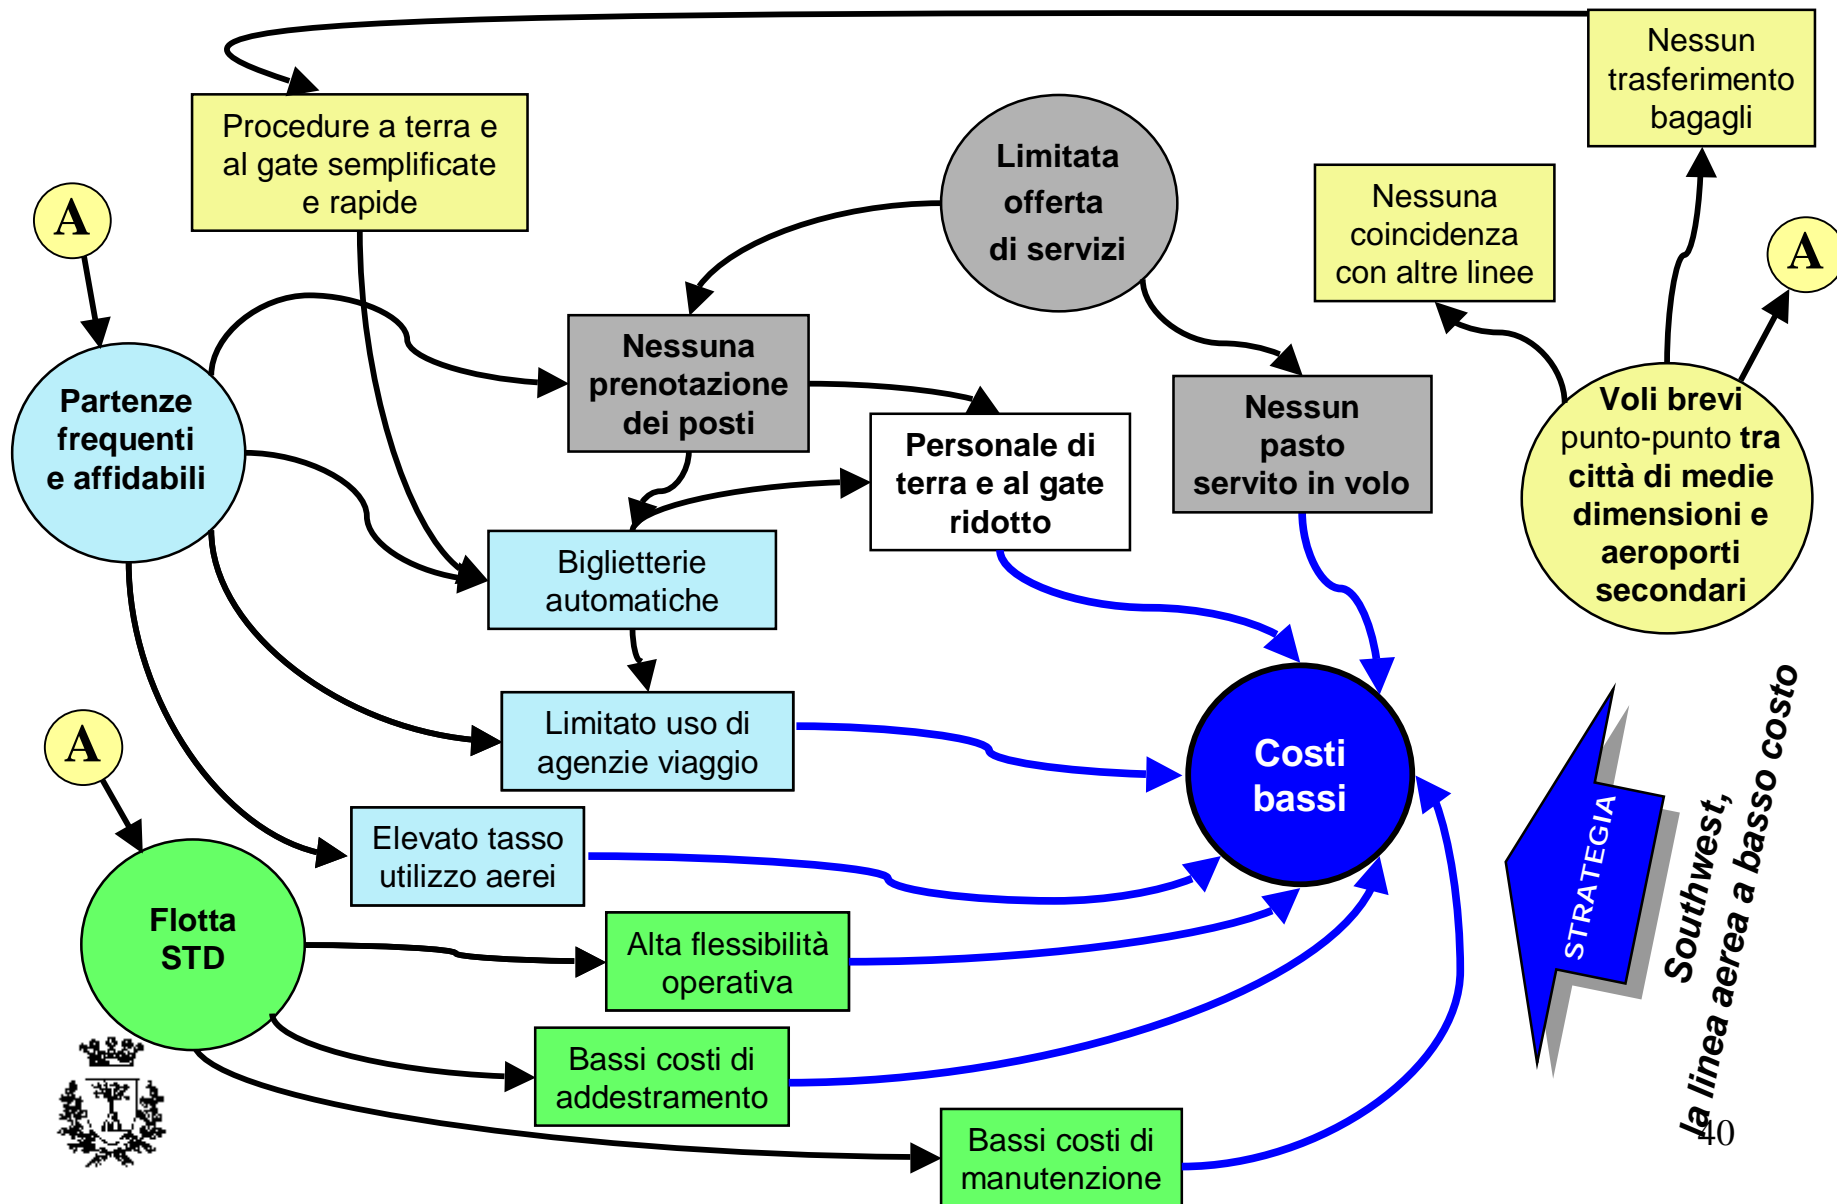 Nessun
trasferimento
bagagli
Procedure a terra e
al gate semplificate
e rapide
Limitata
offerta
di servizi
Nessuna
coincidenza
con altre linee
A
A
Nessuna
prenotazione
dei posti
Partenze
frequenti
e affidabili
Personale di
terra e al gate
ridotto
Nessun
pasto
servito in volo
Voli brevi
punto-punto tra
città di medie
dimensioni e
aeroporti
secondari
Biglietterie
automatiche
Limitato uso di
agenzie viaggio
A
Costi
bassi
Elevato tasso
utilizzo aerei
STRATEGIA
Southwest,
la linea aerea a basso costo
Flotta
STD
Alta flessibilità
operativa
Bassi costi di
addestramento
Bassi costi di
manutenzione
40